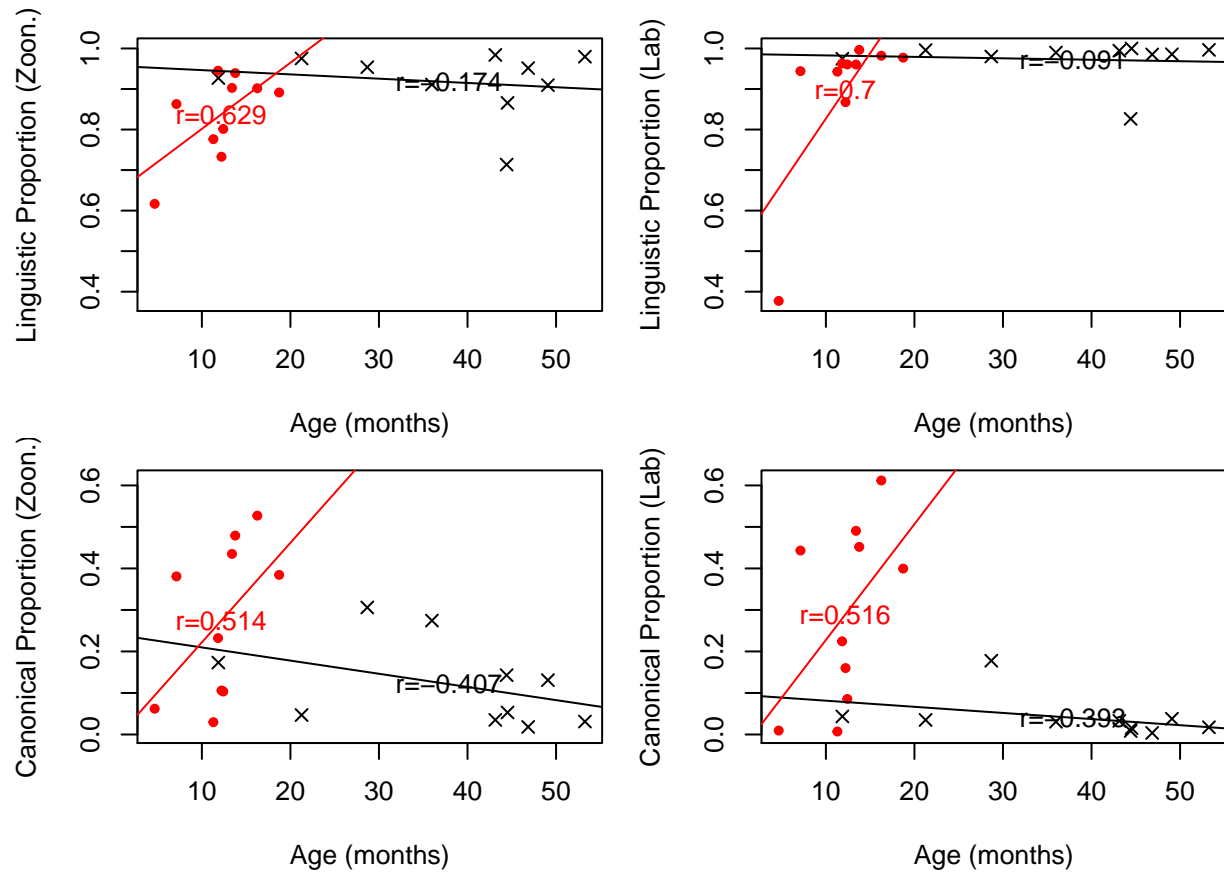 Linguistic Proportion (Zoon.)
0.4 0.6 0.8 1.0
r=0.629
r=−0.174
10 20 30 40 50
Age (months)
Linguistic Proportion (Lab)
0.4 0.6 0.8 1.0
r=0.7
r=−0.091
10 20 30 40 50
Age (months)
Canonical Proportion (Zoon.)
0.0 0.2 0.4 0.6
r=0.514
r=−0.407
10 20 30 40 50
Age (months)
Canonical Proportion (Lab)
0.0 0.2 0.4 0.6
r=0.516
r=−0.393
10 20 30 40 50
Age (months)